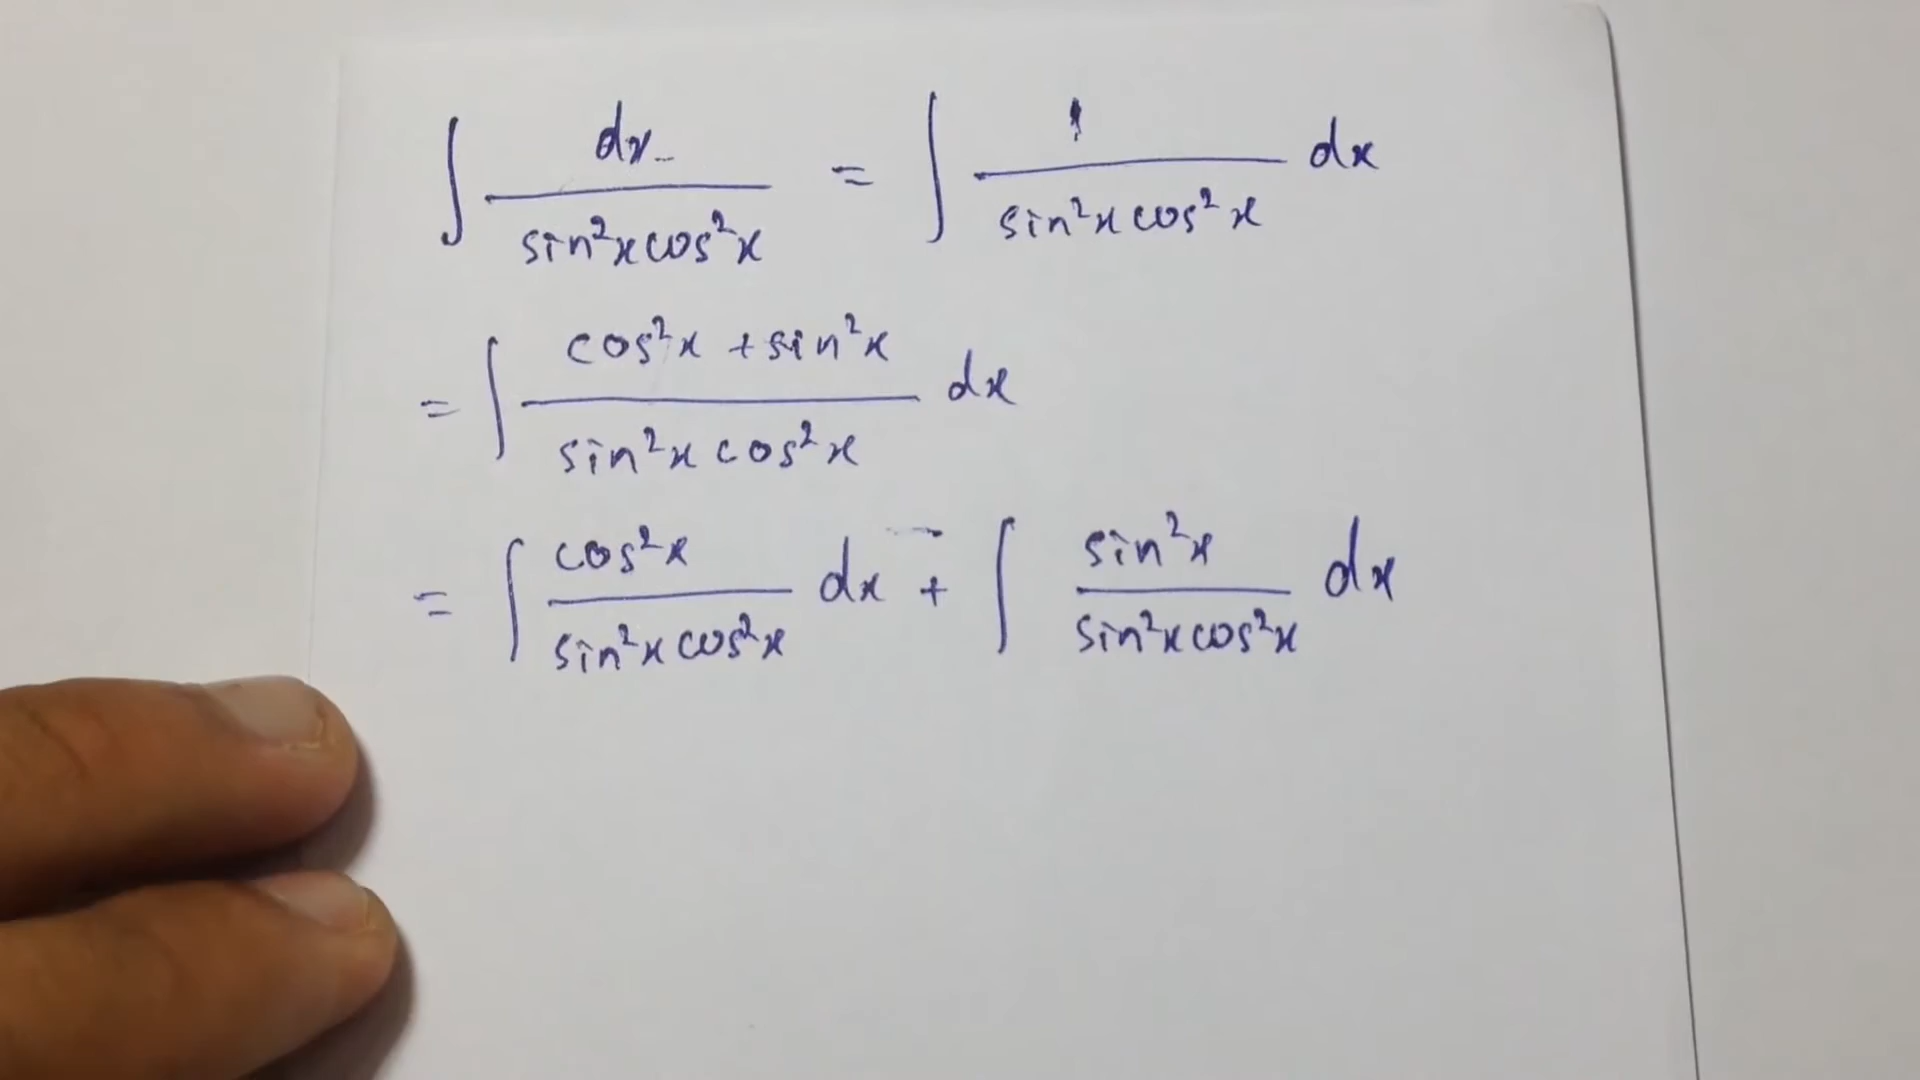 ∫ dx / sin²x cos²x = ∫ 1 / sin²x cos²x dx
= ∫ cos²x + sin²x / sin²x cos²x dx
= ∫ cos²x / sin²x cos²x dx + ∫ sin²x / sin²x cos²x dx